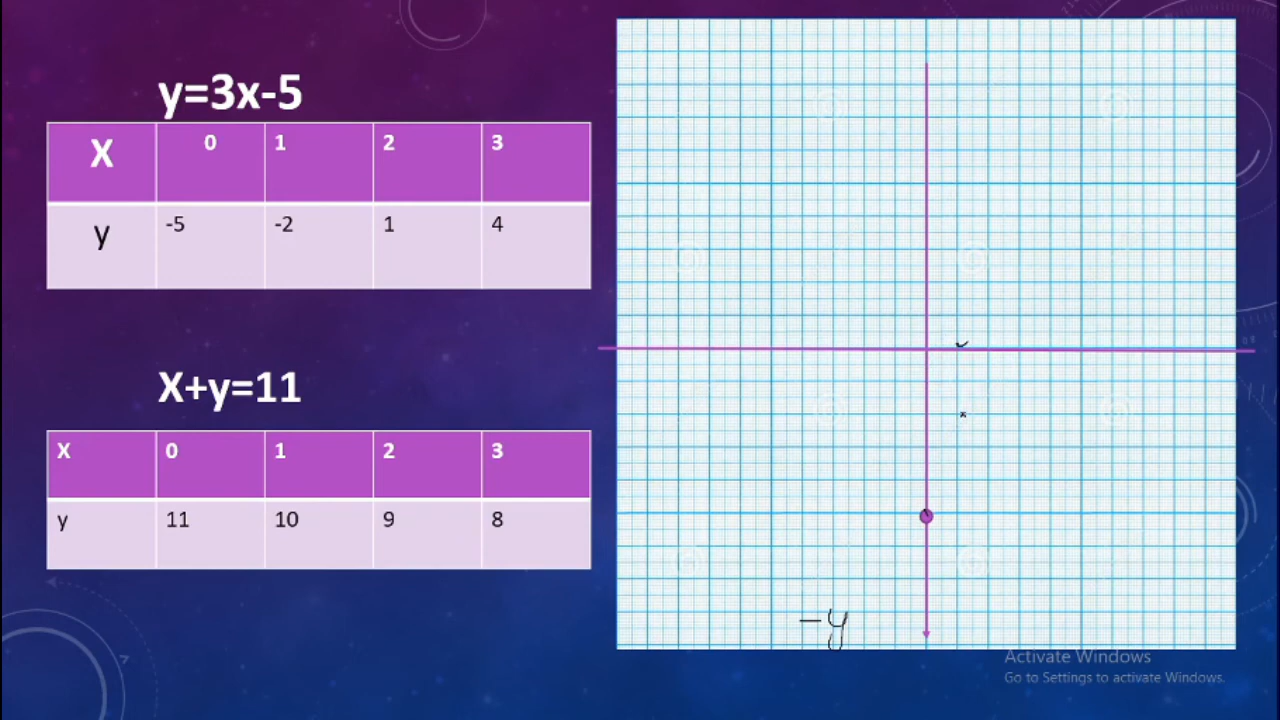 y=3x-5
X 0 1 2 3
y -5 -2 1 4
X+y=11
X 0 1 2 3
y 11 10 9 8
-y
Activate Windows
Go to Settings to activate Windows.